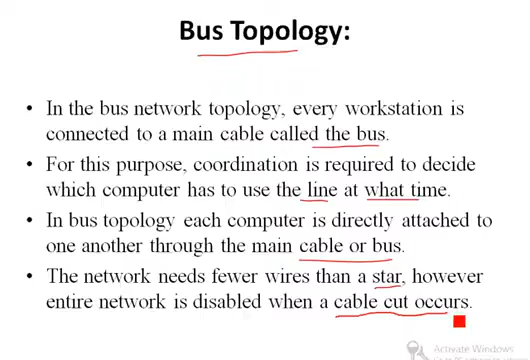 Bus Topology:
• In the bus network topology, every workstation is
connected to a main cable called the bus.
• For this purpose, coordination is required to decide
which computer has to use the line at what time.
• In bus topology each computer is directly attached to
one another through the main cable or bus.
• The network needs fewer wires than a star, however
entire network is disabled when a cable cut occurs.
Activate Windows